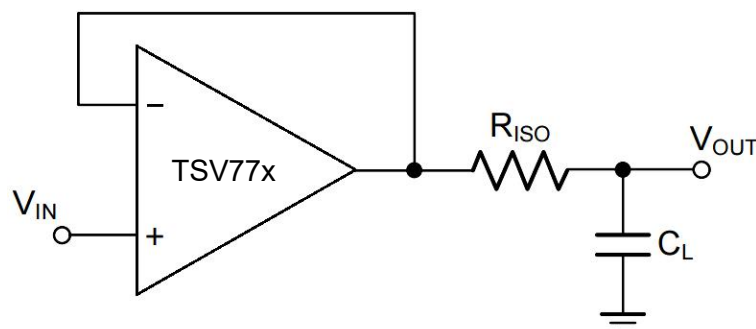 −
TSV77x
R_ISO
V_OUT
V_IN
+
C_L